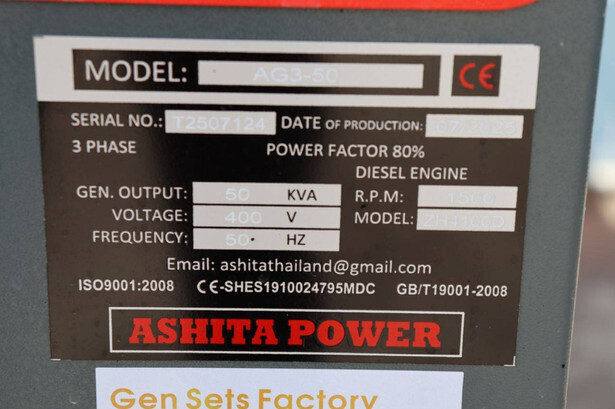 MODEL: AG3-50 CE
SERIAL NO.: T2507124 DATE OF PRODUCTION:
3 PHASE POWER FACTOR 80%
DIESEL ENGINE
GEN. OUTPUT: 50 KVA R.P.M: 1500
VOLTAGE: 400 V MODEL:
FREQUENCY: 50 HZ
Email: ashitathailand@gmail.com
ISO9001:2008 CE-SHES1910024795MDC GB/T19001-2008
ASHITA POWER
Gen Sets Factory